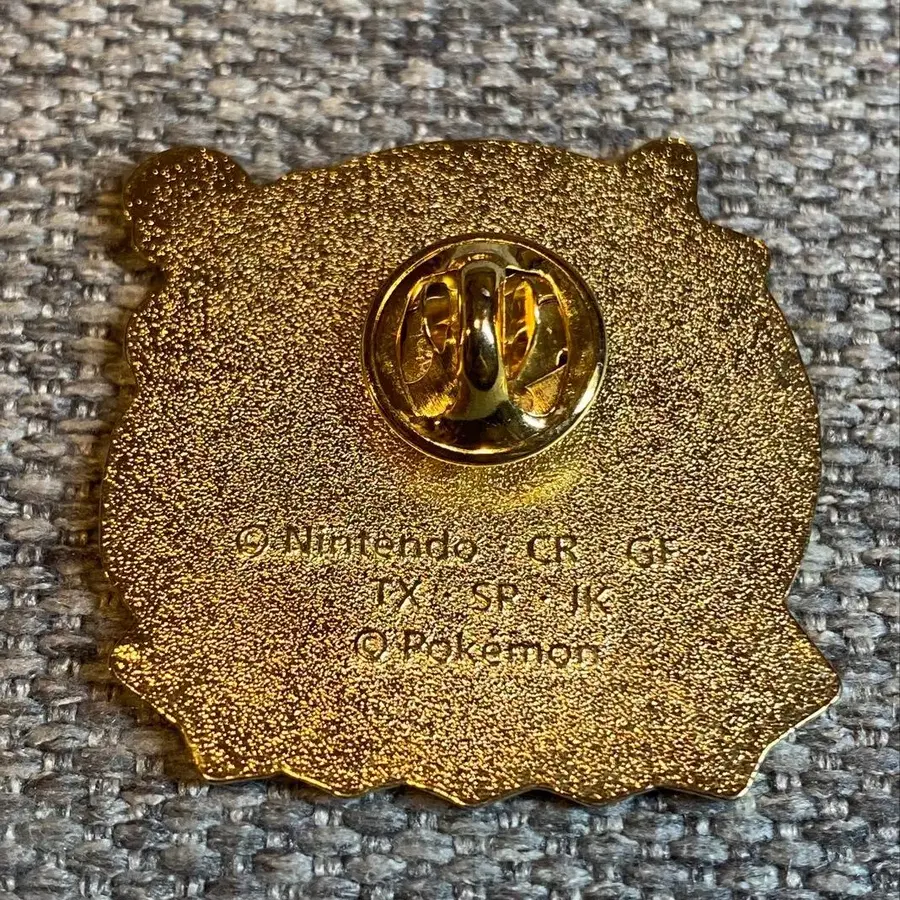 © Nintendo · CR · GF
TX · SP · JK
© Pokémon